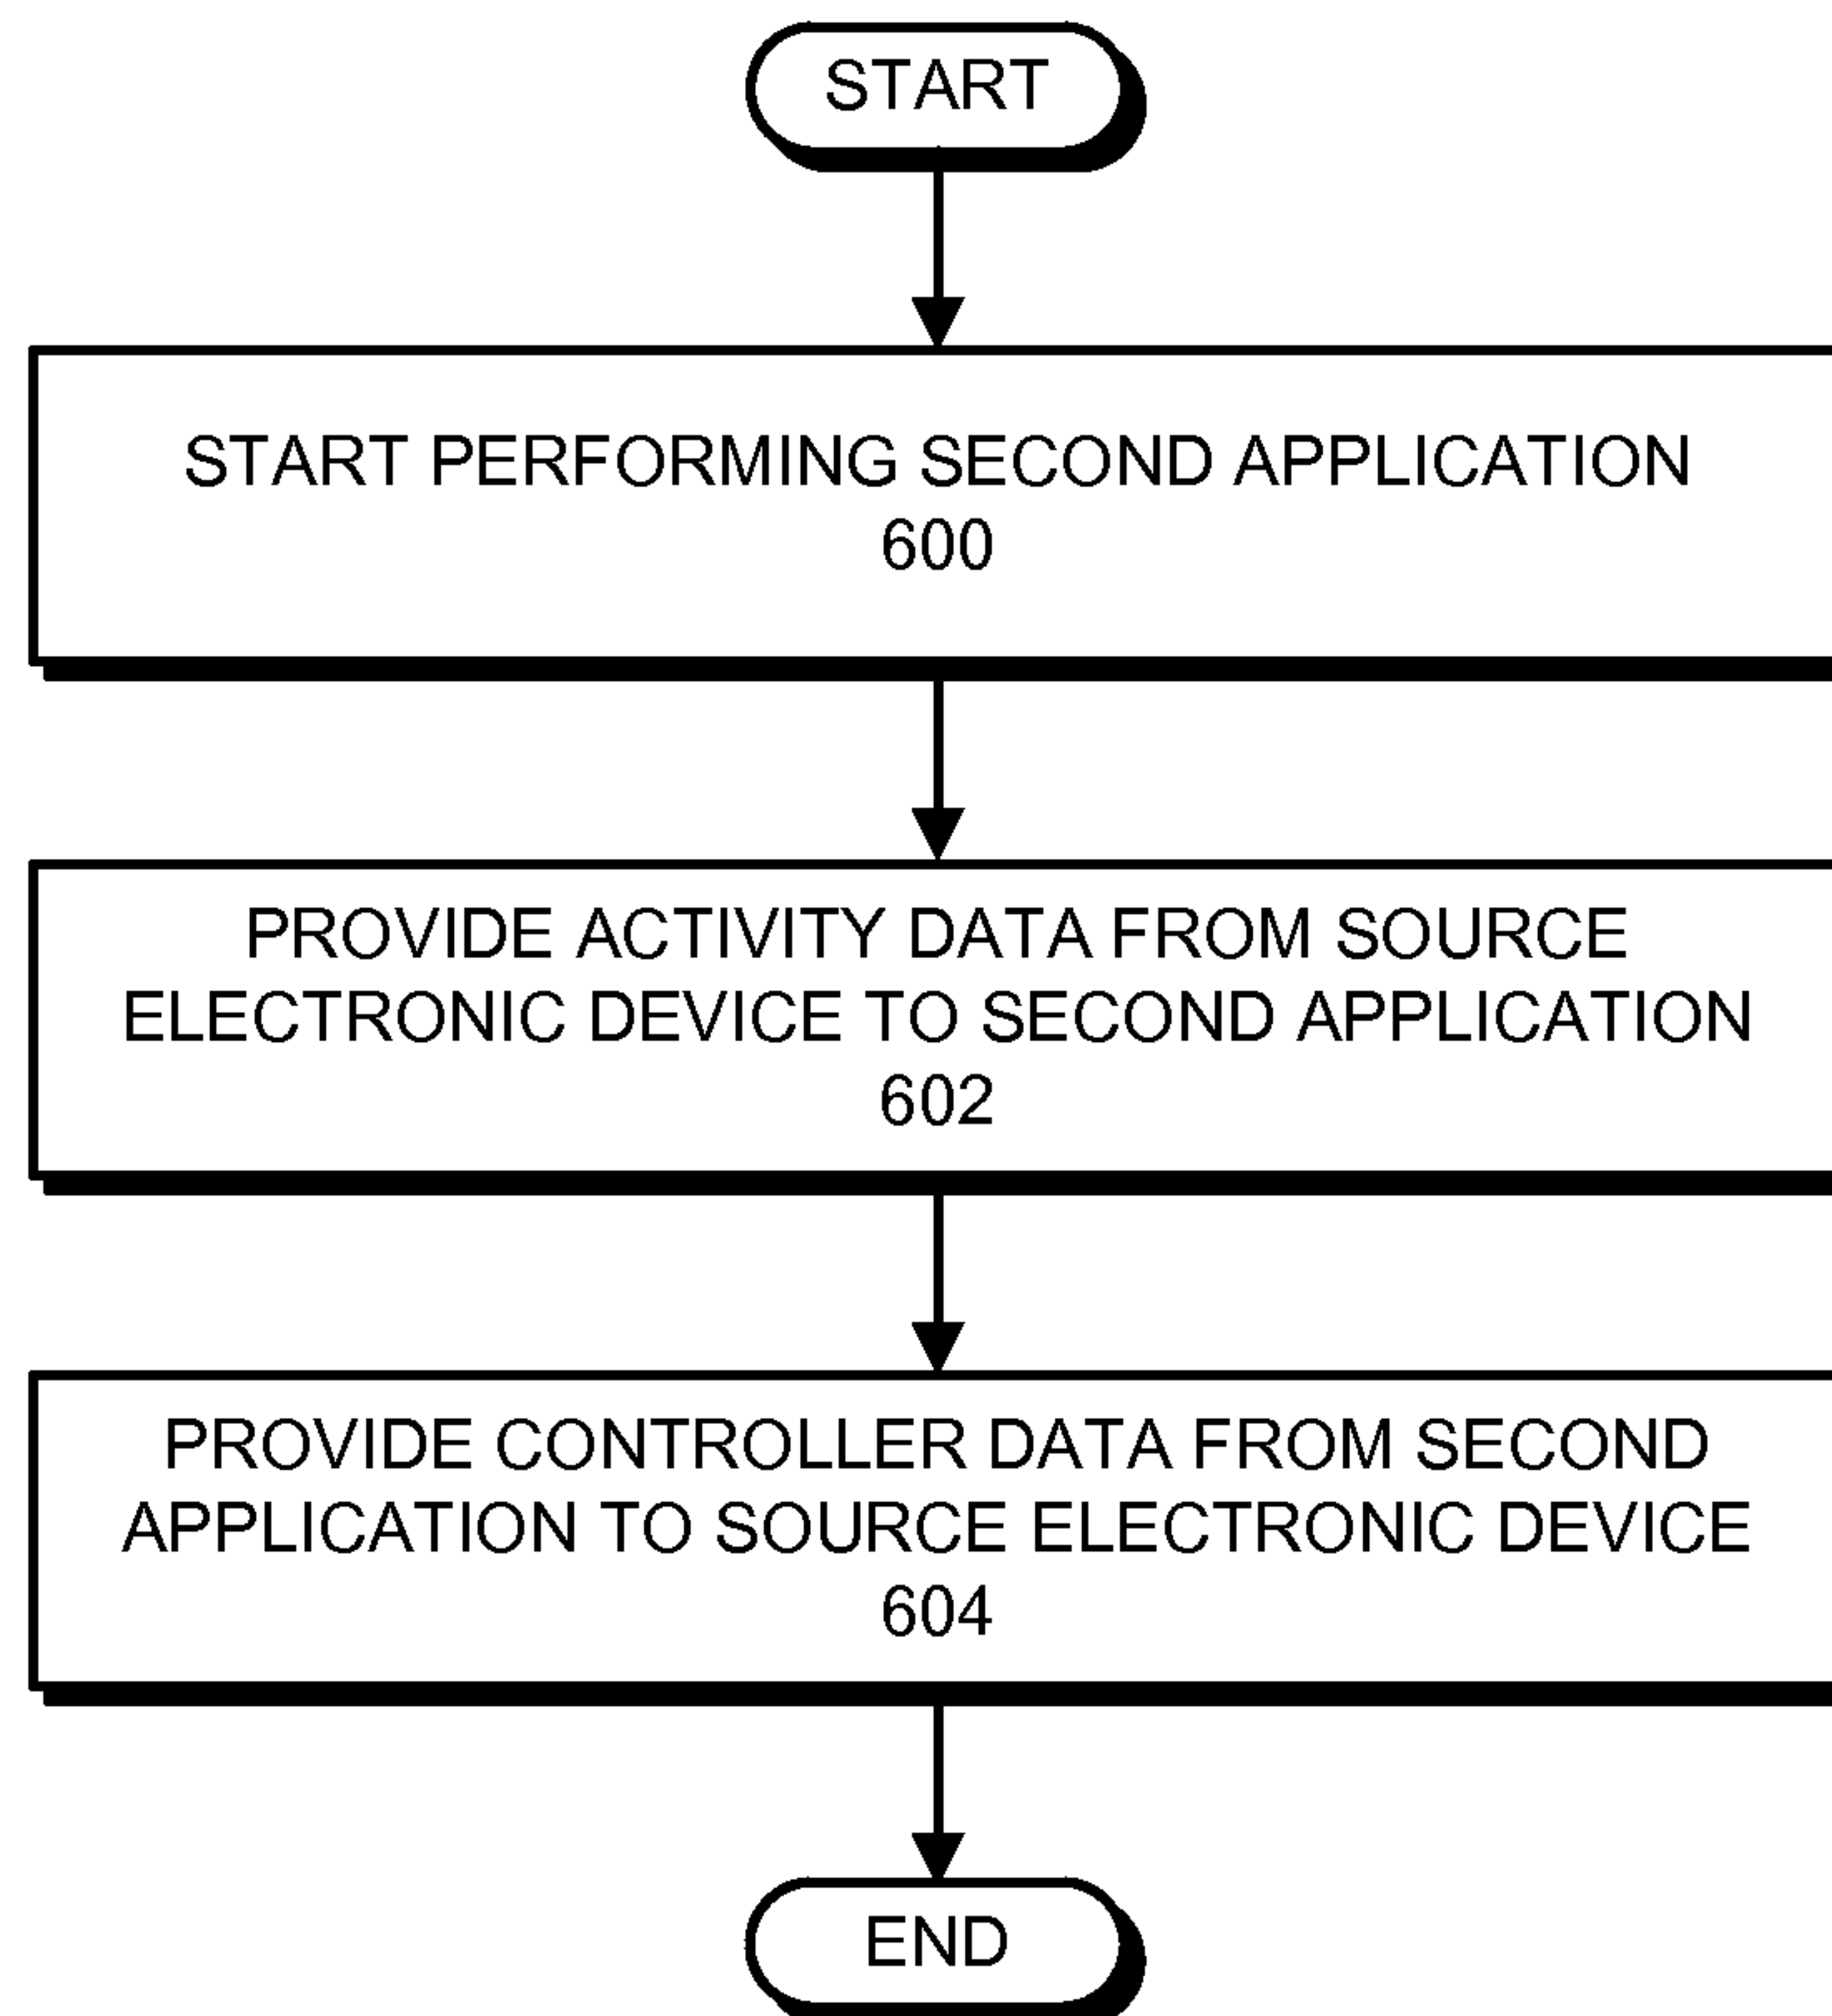 START
START PERFORMING SECOND APPLICATION
600
PROVIDE ACTIVITY DATA FROM SOURCE
ELECTRONIC DEVICE TO SECOND APPLICATION
602
PROVIDE CONTROLLER DATA FROM SECOND
APPLICATION TO SOURCE ELECTRONIC DEVICE
604
END